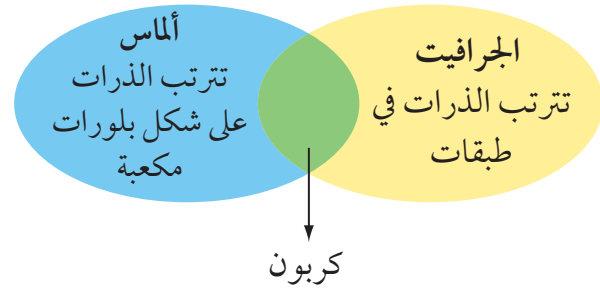 الجرافيت
تترتب الذرات في
طبقات
ألماس
تترتب الذرات
على شكل بلورات
مكعبة
كربون